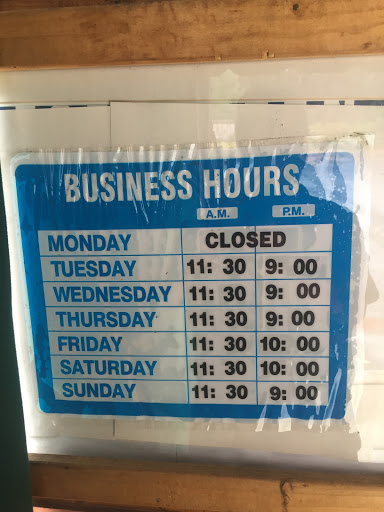 BUSINESS HOURS
A.M. P.M.
MONDAY CLOSED
TUESDAY 11: 30 9: 00
WEDNESDAY 11: 30 9: 00
THURSDAY 11: 30 9: 00
FRIDAY 11: 30 10: 00
SATURDAY 11: 30 10: 00
SUNDAY 11: 30 9: 00